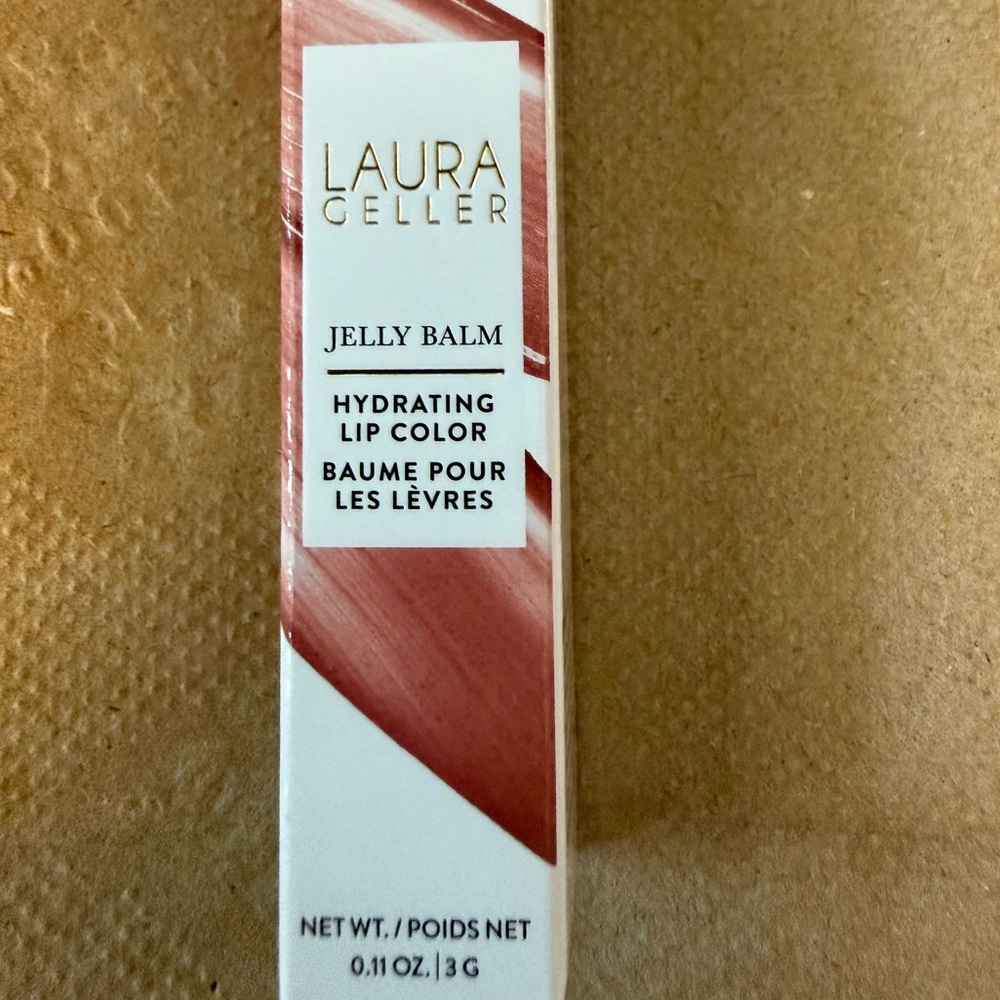 LAURA
GELLER
JELLY BALM
HYDRATING
LIP COLOR
BAUME POUR
LES LÈVRES
NET WT. / POIDS NET
0.11 OZ. | 3 G